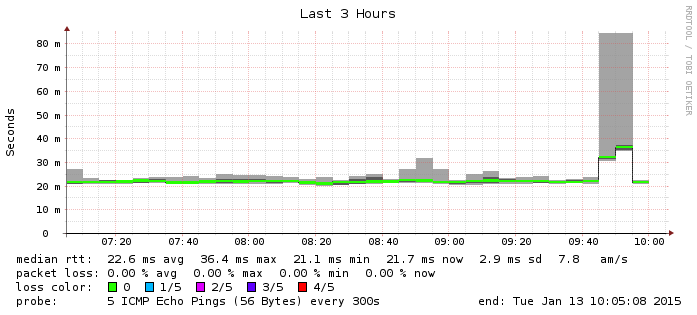 Last 3 Hours
RRDTOOL / TOBI OETIKER
Seconds
80 m
70 m
60 m
50 m
40 m
30 m
20 m
10 m
0
07:20 07:40 08:00 08:20 08:40 09:00 09:20 09:40 10:00
median rtt: 22.6 ms avg 36.4 ms max 21.1 ms min 21.7 ms now 2.9 ms sd 7.8 am/s
packet loss: 0.00 % avg 0.00 % max 0.00 % min 0.00 % now
loss color: 0 1/5 2/5 3/5 4/5
probe: 5 ICMP Echo Pings (56 Bytes) every 300s end: Tue Jan 13 10:05:08 2015